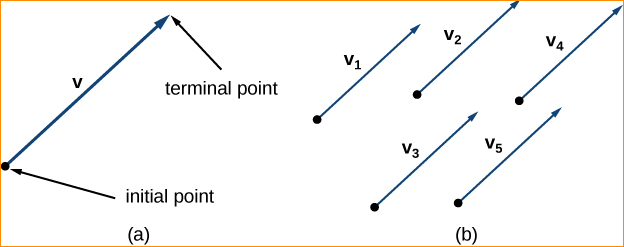 v
terminal point
initial point
(a)
v1
v2
v4
v3
v5
(b)